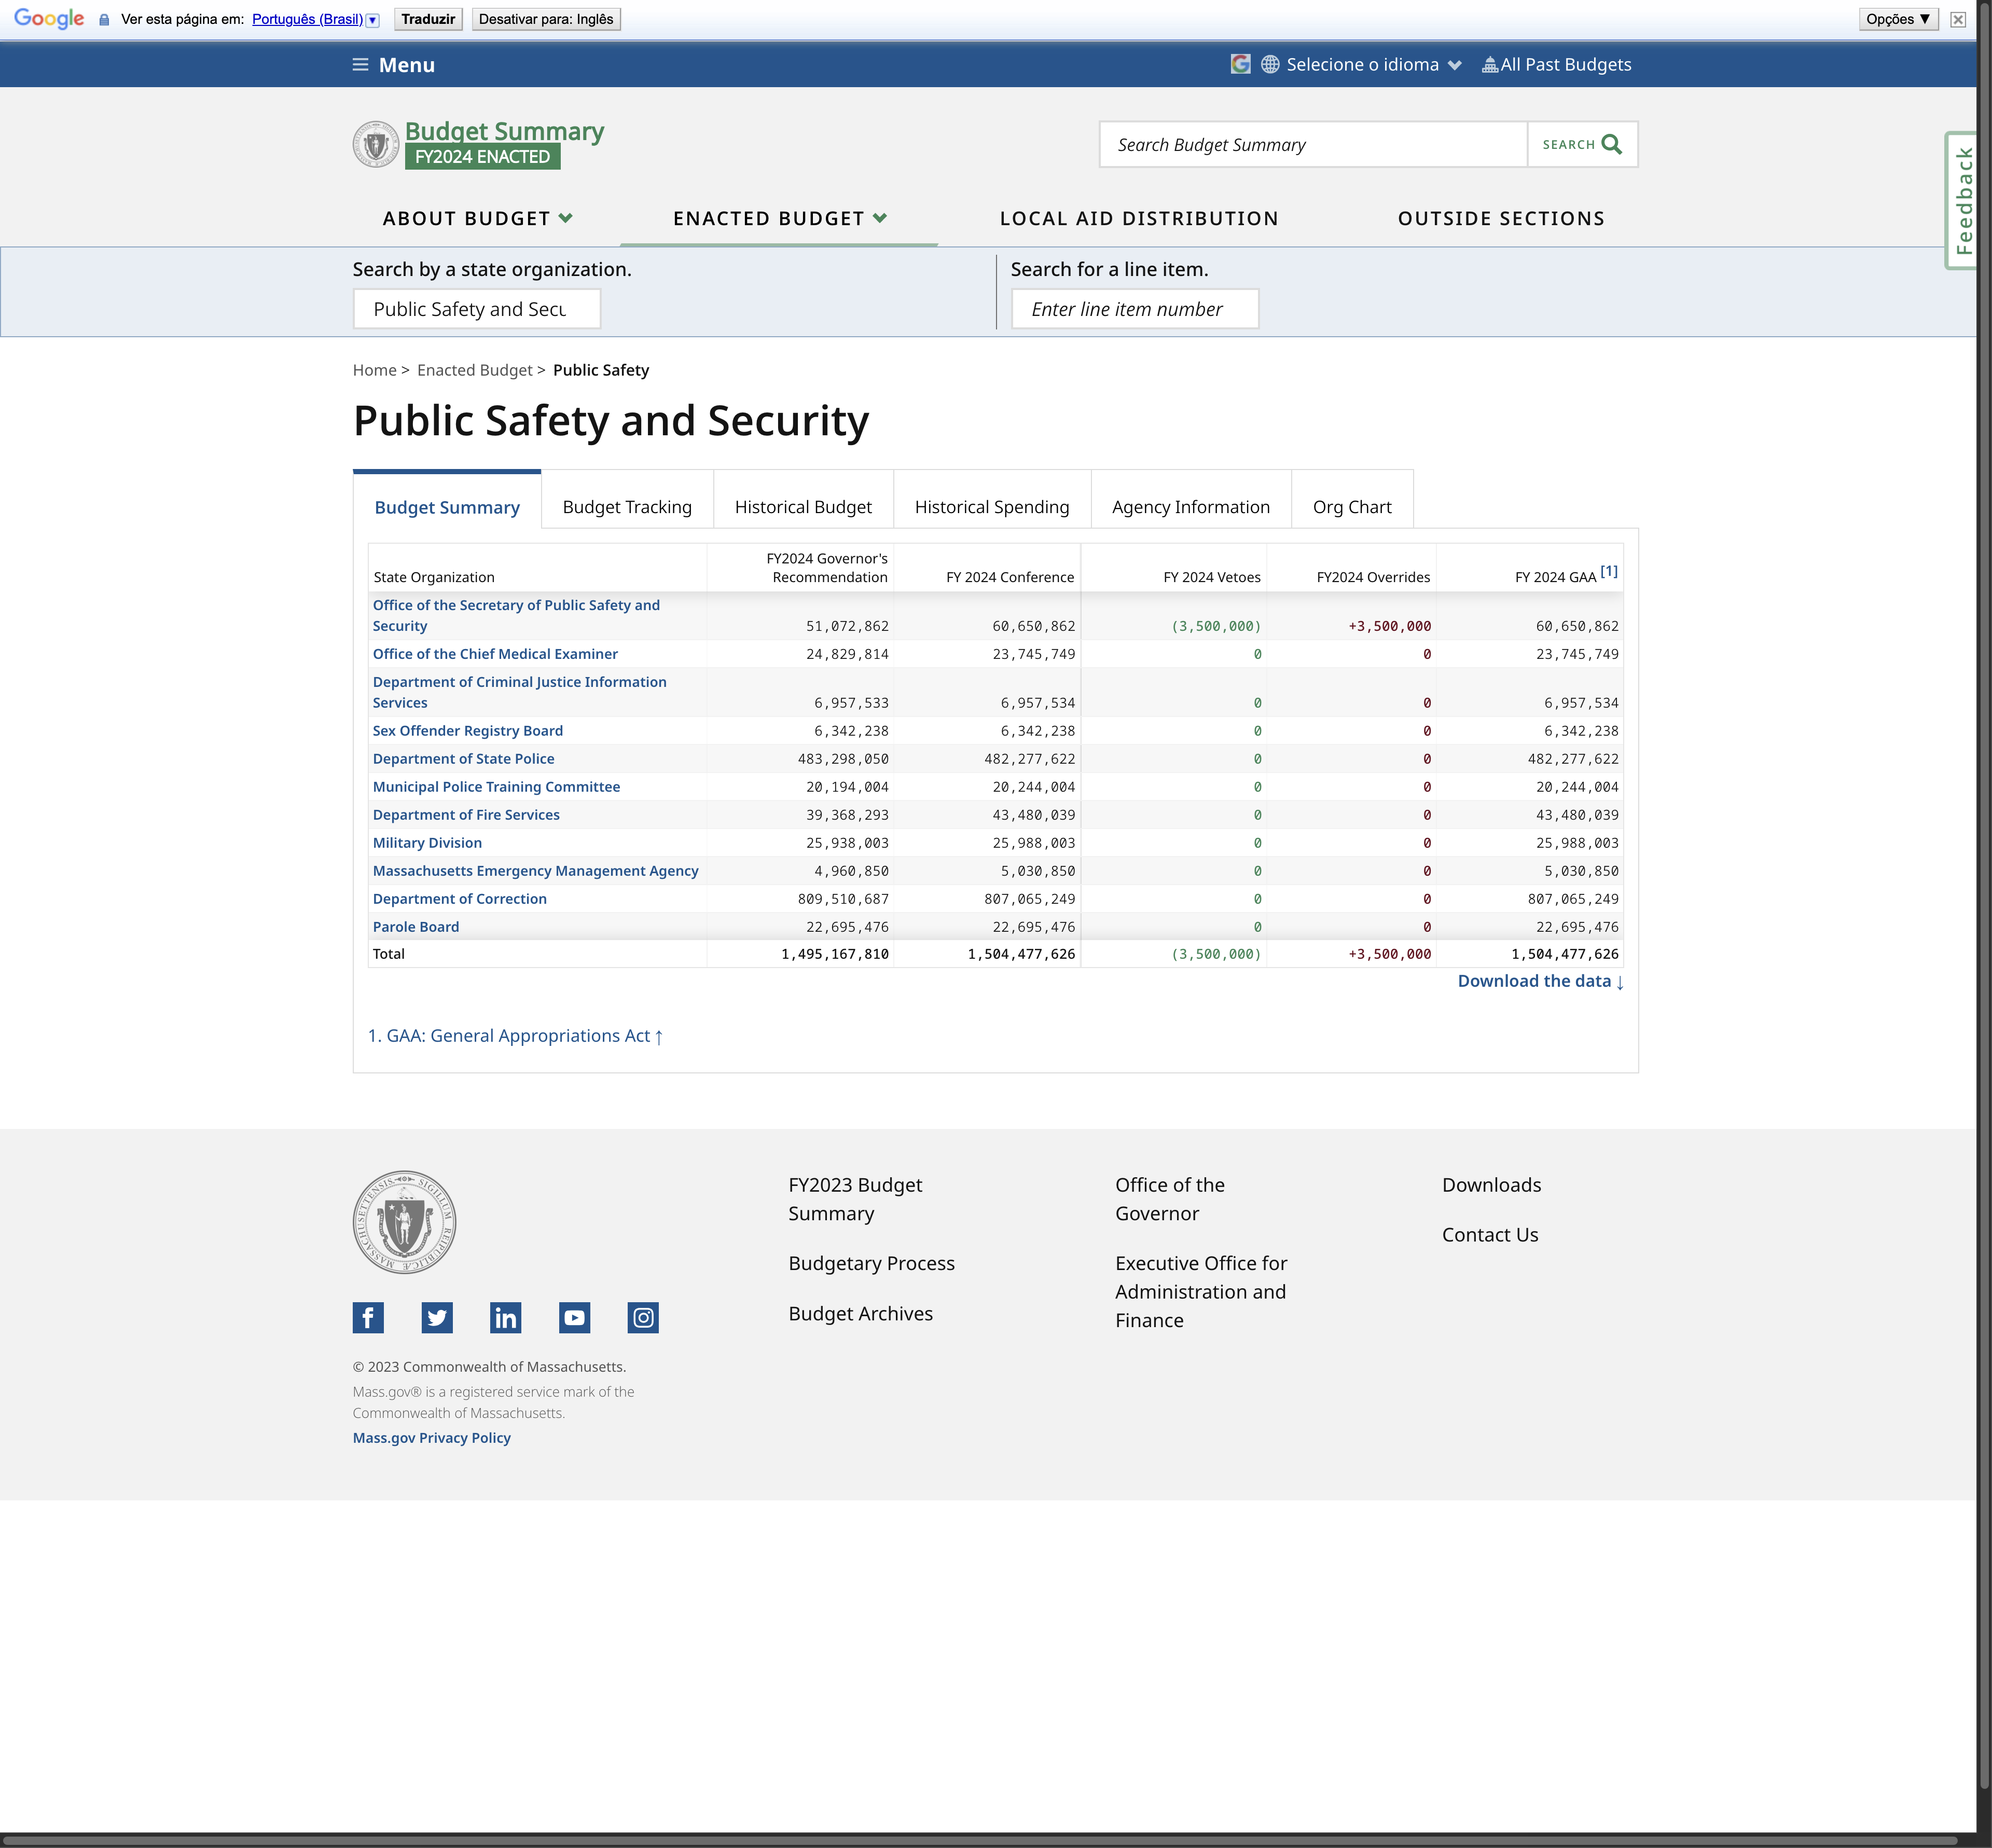 Google Ver esta página em: Português (Brasil) Traduzir Desativar para: Inglês Opções ▼
Menu
Selecione o idioma All Past Budgets
Budget Summary
FY2024 ENACTED
Search Budget Summary SEARCH
Feedback
ABOUT BUDGET ENACTED BUDGET LOCAL AID DISTRIBUTION OUTSIDE SECTIONS
Search by a state organization.
Public Safety and Secu
Search for a line item.
Enter line item number
Home > Enacted Budget > Public Safety
Public Safety and Security
Budget Summary Budget Tracking Historical Budget Historical Spending Agency Information Org Chart
State Organization FY2024 Governor's Recommendation FY 2024 Conference FY 2024 Vetoes FY2024 Overrides FY 2024 GAA [1]
Office of the Secretary of Public Safety and
Security 51,072,862 60,650,862 (3,500,000) +3,500,000 60,650,862
Office of the Chief Medical Examiner 24,829,814 23,745,749 0 0 23,745,749
Department of Criminal Justice Information
Services 6,957,533 6,957,534 0 0 6,957,534
Sex Offender Registry Board 6,342,238 6,342,238 0 0 6,342,238
Department of State Police 483,298,050 482,277,622 0 0 482,277,622
Municipal Police Training Committee 20,194,004 20,244,004 0 0 20,244,004
Department of Fire Services 39,368,293 43,480,039 0 0 43,480,039
Military Division 25,938,003 25,988,003 0 0 25,988,003
Massachusetts Emergency Management Agency 4,960,850 5,030,850 0 0 5,030,850
Department of Correction 809,510,687 807,065,249 0 0 807,065,249
Parole Board 22,695,476 22,695,476 0 0 22,695,476
Total 1,495,167,810 1,504,477,626 (3,500,000) +3,500,000 1,504,477,626
Download the data ↓
1. GAA: General Appropriations Act ↑
MASSACHUSETTENSIS SIGILLUM REIPUBLICÆ
© 2023 Commonwealth of Massachusetts.
Mass.gov® is a registered service mark of the
Commonwealth of Massachusetts.
Mass.gov Privacy Policy
FY2023 Budget
Summary
Budgetary Process
Budget Archives
Office of the
Governor
Executive Office for
Administration and
Finance
Downloads
Contact Us